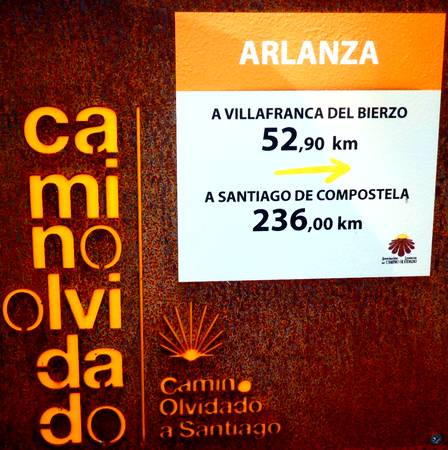 ca
mi
no
olvi
da
do
ARLANZA
A VILLAFRANCA DEL BIERZO
52,90 km
A SANTIAGO DE COMPOSTELA
236,00 km
Camino
Olvidado
a Santiago